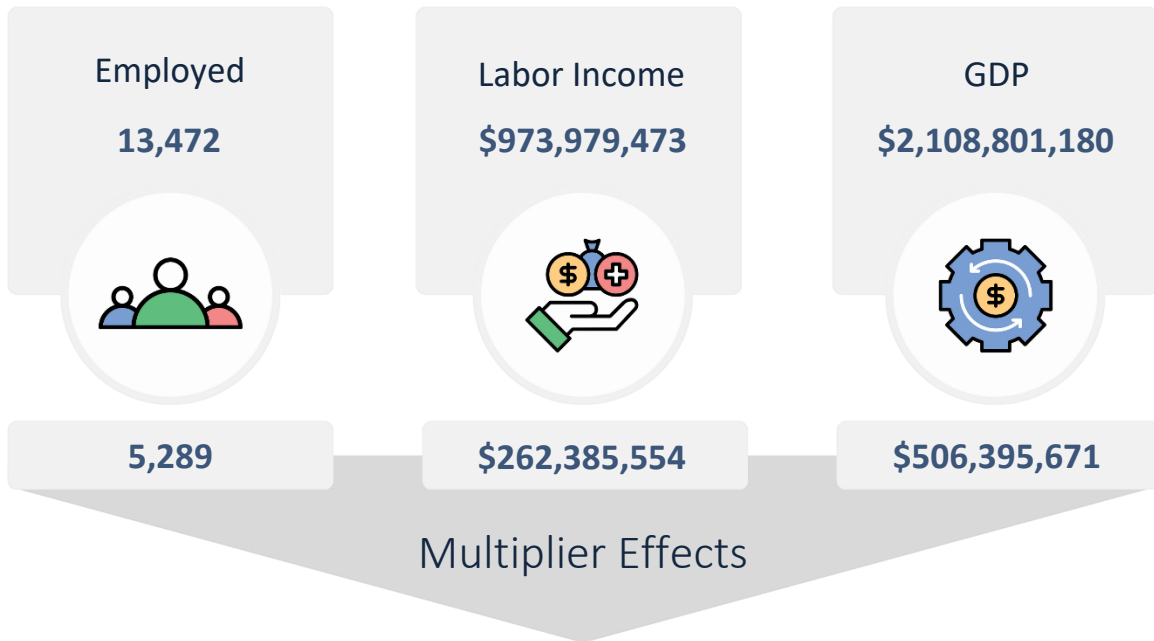 Employed
13,472
Labor Income
$973,979,473
GDP
$2,108,801,180
$
$
5,289
$262,385,554
$506,395,671
Multiplier Effects